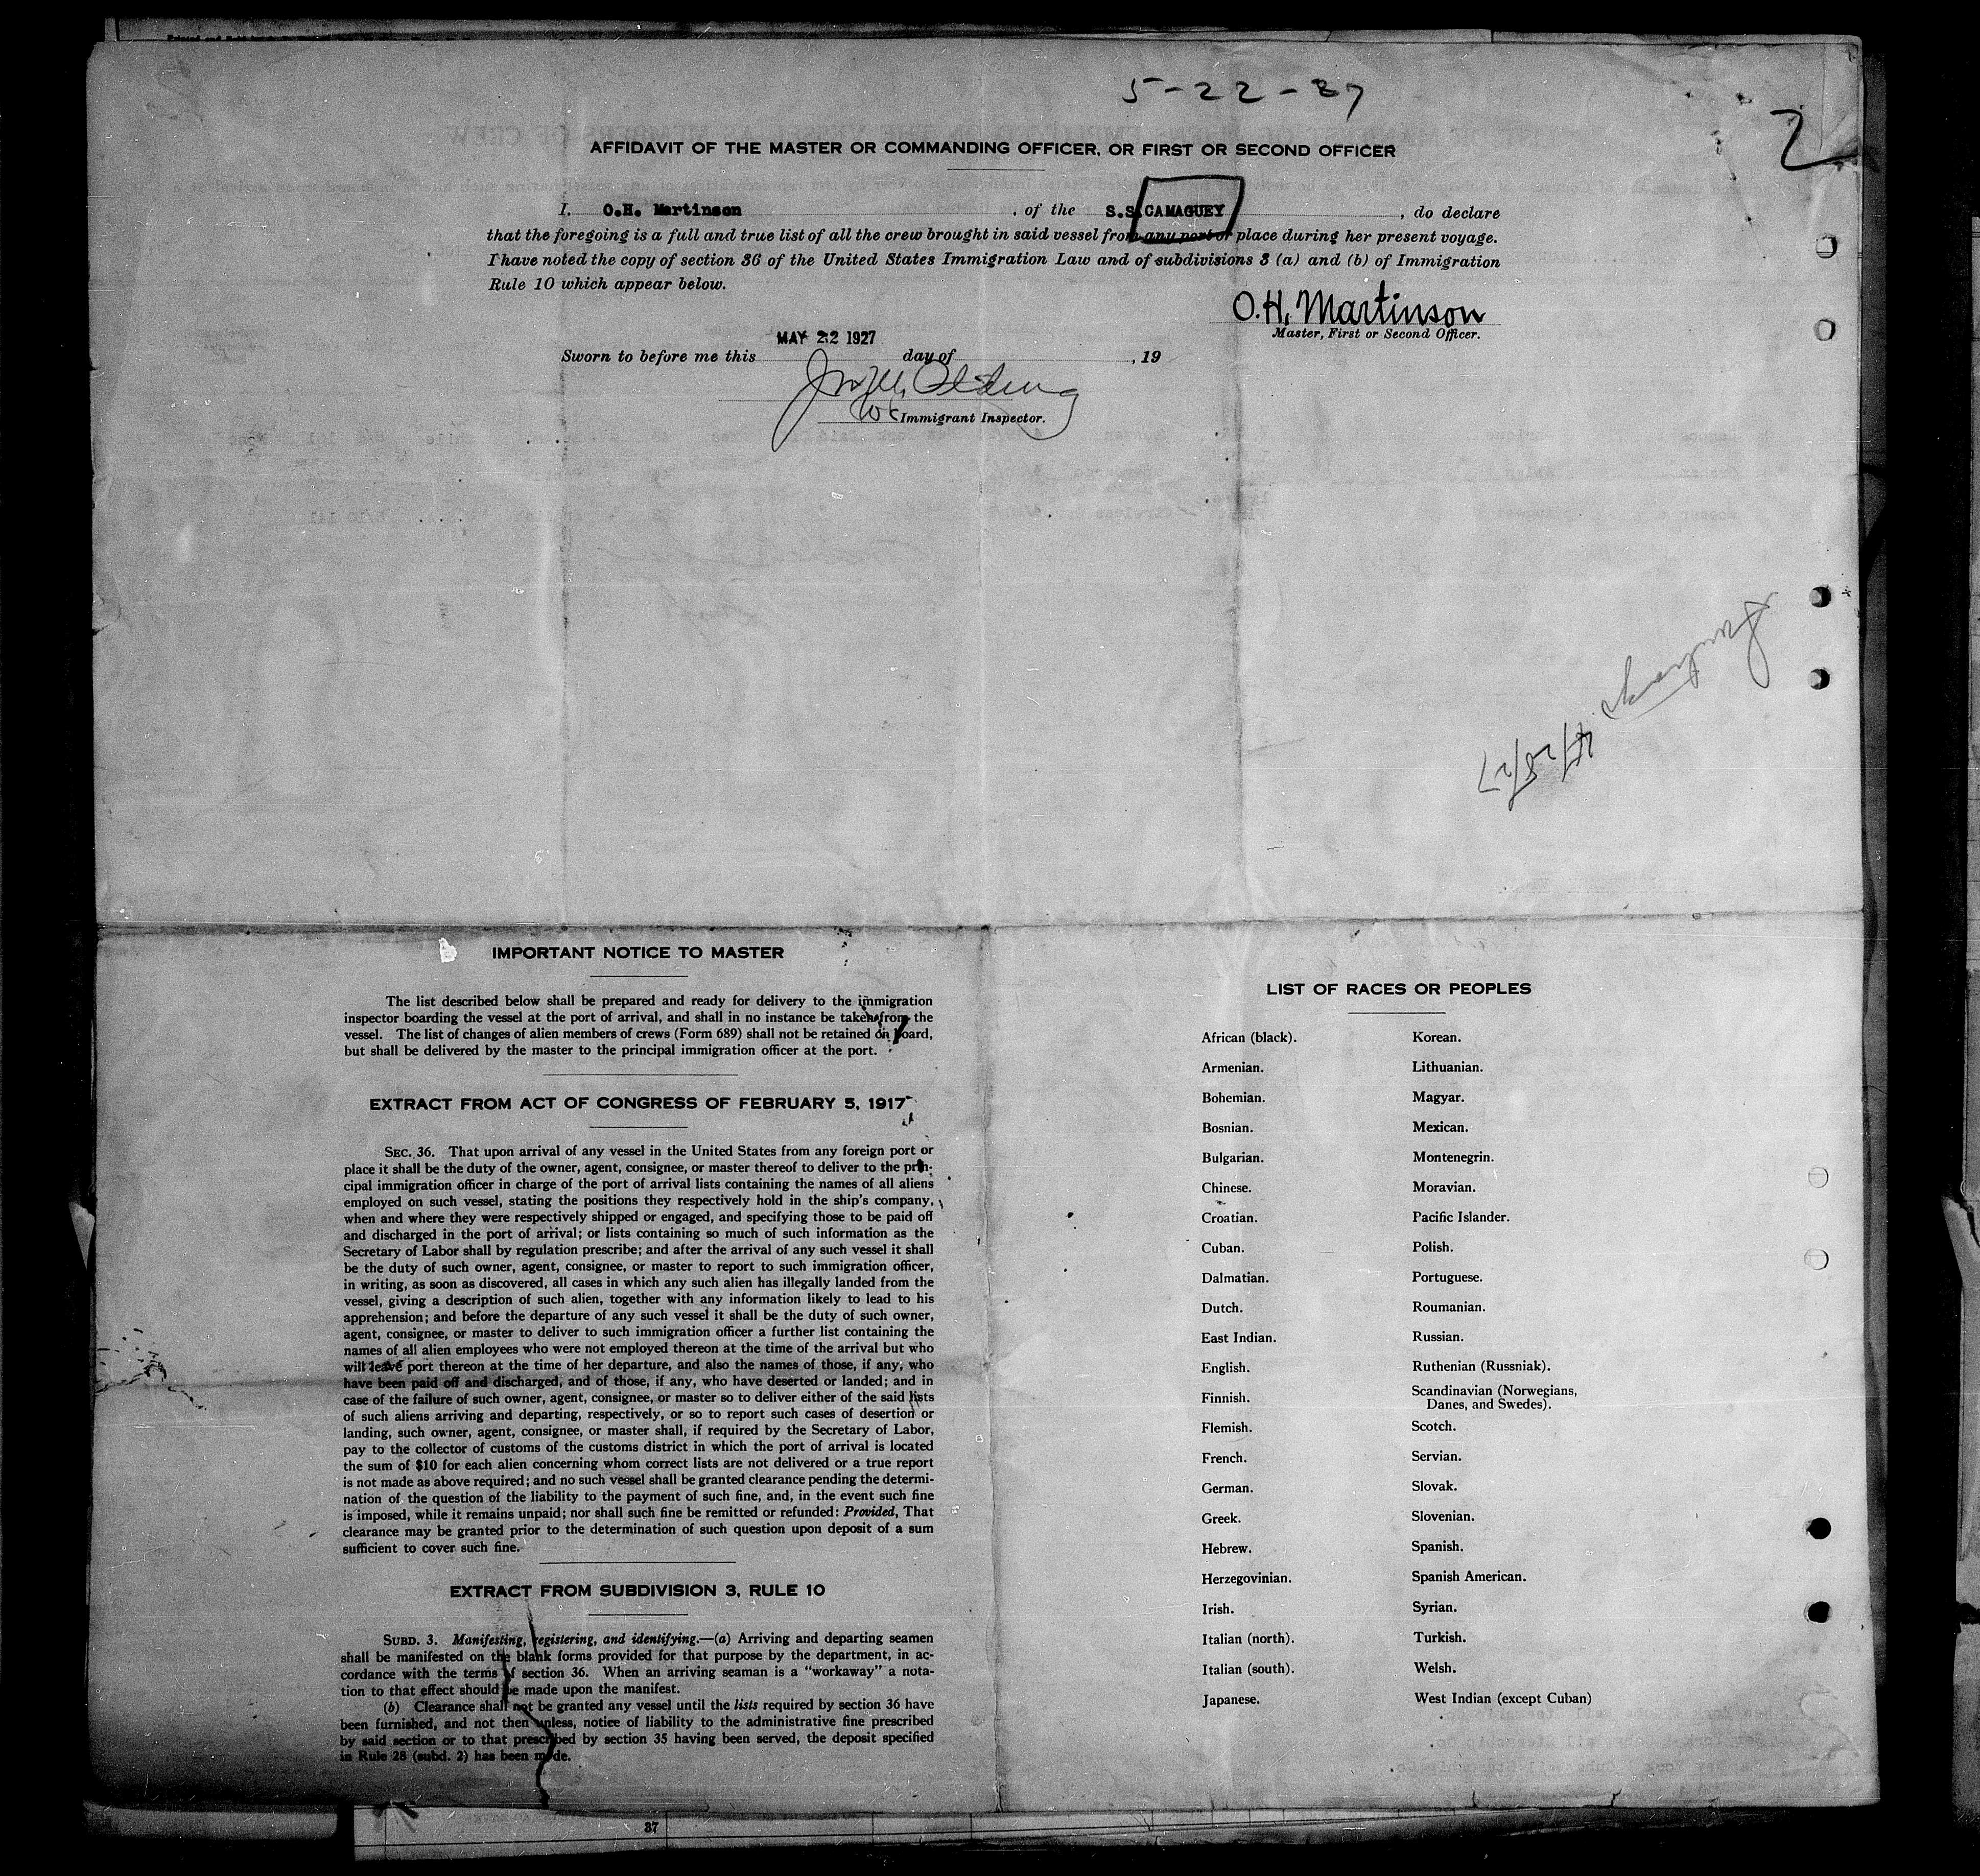 5-22-27
2
AFFIDAVIT OF THE MASTER OR COMMANDING OFFICER, OR FIRST OR SECOND OFFICER
I. O.H. Martinson, of the S.S. CAMAGUEY, do declare
that the foregoing is a full and true list of all the crew brought in said vessel from any port or place during her present voyage.
I have noted the copy of section 36 of the United States Immigration Law and of subdivisions 3 (a) and (b) of Immigration
Rule 10 which appear below.
O.H. Martinson
Master, First or Second Officer.
MAY 22 1927
Sworn to before me this day of , 19
Immigrant Inspector.
IMPORTANT NOTICE TO MASTER
The list described below shall be prepared and ready for delivery to the immigration
inspector boarding the vessel at the port of arrival, and shall in no instance be taken from the
vessel. The list of changes of alien members of crews (Form 689) shall not be retained on board,
but shall be delivered by the master to the principal immigration officer at the port.
EXTRACT FROM ACT OF CONGRESS OF FEBRUARY 5, 1917
SEC. 36. That upon arrival of any vessel in the United States from any foreign port or
place it shall be the duty of the owner, agent, consignee, or master thereof to deliver to the prin-
cipal immigration officer in charge of the port of arrival lists containing the names of all aliens
employed on such vessel, stating the positions they respectively hold in the ship's company,
when and where they were respectively shipped or engaged, and specifying those to be paid off
and discharged in the port of arrival; or lists containing so much of such information as the
Secretary of Labor shall by regulation prescribe; and after the arrival of any such vessel it shall
be the duty of such owner, agent, consignee, or master to report to such immigration officer,
in writing, as soon as discovered, all cases in which any such alien has illegally landed from the
vessel, giving a description of such alien, together with any information likely to lead to his
apprehension; and before the departure of any such vessel it shall be the duty of such owner,
agent, consignee, or master to deliver to such immigration officer a further list containing the
names of all alien employees who were not employed thereon at the time of the arrival but who
will leave port thereon at the time of her departure, and also the names of those, if any, who
have been paid off and discharged, and of those, if any, who have deserted or landed; and in
case of the failure of such owner, agent, consignee, or master so to deliver either of the said lists
of such aliens arriving and departing, respectively, or so to report such cases of desertion or
landing, such owner, agent, consignee, or master shall, if required by the Secretary of Labor,
pay to the collector of customs of the customs district in which the port of arrival is located
the sum of $10 for each alien concerning whom correct lists are not delivered or a true report
is not made as above required; and no such vessel shall be granted clearance pending the determi-
nation of the question of the liability to the payment of such fine, and, in the event such fine
is imposed, while it remains unpaid; nor shall such fine be remitted or refunded: Provided, That
clearance may be granted prior to the determination of such question upon deposit of a sum
sufficient to cover such fine.
EXTRACT FROM SUBDIVISION 3, RULE 10
SUBD. 3. Manifesting, registering, and identifying.—(a) Arriving and departing seamen
shall be manifested on the blank forms provided for that purpose by the department, in ac-
cordance with the terms of section 36. When an arriving seaman is a "workaway" a nota-
tion to that effect should be made upon the manifest.
(b) Clearance shall not be granted any vessel until the lists required by section 36 have
been furnished, and not then unless, notice of liability to the administrative fine prescribed
by said section or to that prescribed by section 35 having been served, the deposit specified
in Rule 28 (subd. 2) has been made.
LIST OF RACES OR PEOPLES
African (black). Korean.
Armenian. Lithuanian.
Bohemian. Magyar.
Bosnian. Mexican.
Bulgarian. Montenegrin.
Chinese. Moravian.
Croatian. Pacific Islander.
Cuban. Polish.
Dalmatian. Portuguese.
Dutch. Roumanian.
East Indian. Russian.
English. Ruthenian (Russniak).
Finnish. Scandinavian (Norwegians,
Danes, and Swedes).
Flemish. Scotch.
French. Servian.
German. Slovak.
Greek. Slovenian.
Hebrew. Spanish.
Herzegovinian. Spanish American.
Irish. Syrian.
Italian (north). Turkish.
Italian (south). Welsh.
Japanese. West Indian (except Cuban)
37